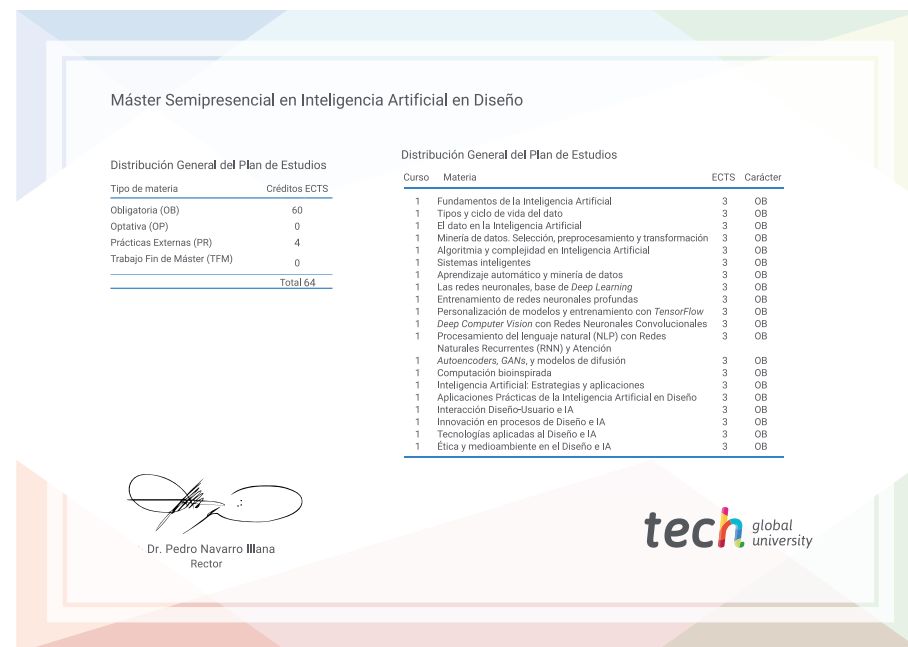 Máster Semipresencial en Inteligencia Artificial en Diseño
Distribución General del Plan de Estudios
Tipo de materia Créditos ECTS
Obligatoria (OB) 60
Optativa (OP) 0
Prácticas Externas (PR) 4
Trabajo Fin de Máster (TFM) 0
Total 64
Distribución General del Plan de Estudios
Curso Materia ECTS Carácter
1 Fundamentos de la Inteligencia Artificial 3 OB
1 Tipos y ciclo de vida del dato 3 OB
1 El dato en la Inteligencia Artificial 3 OB
1 Minería de datos. Selección, preprocesamiento y transformación 3 OB
1 Algoritmia y complejidad en Inteligencia Artificial 3 OB
1 Sistemas inteligentes 3 OB
1 Aprendizaje automático y minería de datos 3 OB
1 Las redes neuronales, base de Deep Learning 3 OB
1 Entrenamiento de redes neuronales profundas 3 OB
1 Personalización de modelos y entrenamiento con TensorFlow 3 OB
1 Deep Computer Vision con Redes Neuronales Convolucionales 3 OB
1 Procesamiento del lenguaje natural (NLP) con Redes 3 OB
Naturales Recurrentes (RNN) y Atención
1 Autoencoders, GANs, y modelos de difusión 3 OB
1 Computación bioinspirada 3 OB
1 Inteligencia Artificial: Estrategias y aplicaciones 3 OB
1 Aplicaciones Prácticas de la Inteligencia Artificial en Diseño 3 OB
1 Interacción Diseño-Usuario e IA 3 OB
1 Innovación en procesos de Diseño e IA 3 OB
1 Tecnologías aplicadas al Diseño e IA 3 OB
1 Ética y medioambiente en el Diseño e IA 3 OB
Dr. Pedro Navarro Illana
Rector
tech global
university